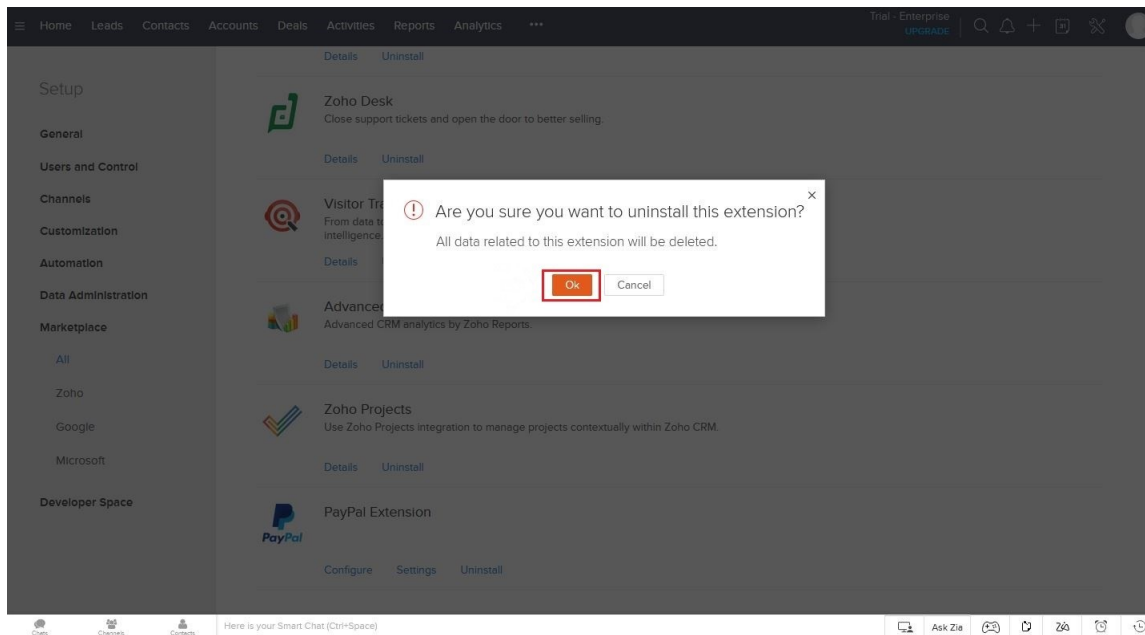 Home Leads Contacts Accounts Deals Activities Reports Analytics •••
Trial - Enterprise
UPGRADE
Setup
General
Users and Control
Channels
Customization
Automation
Data Administration
Marketplace
All
Zoho
Google
Microsoft
Developer Space
Details Uninstall
Zoho Desk
Close support tickets and open the door to better selling.
Details Uninstall
Visitor
From data
intelligence
Details
Are you sure you want to uninstall this extension?
All data related to this extension will be deleted.
Ok Cancel
Advanced
Advanced CRM analytics by Zoho Reports.
Details Uninstall
Zoho Projects
Use Zoho Projects integration to manage projects contextually within Zoho CRM.
Details Uninstall
PayPal
PayPal Extension
Configure Settings Uninstall
Chats Channels Contacts
Here is your Smart Chat (Ctrl+Space)
Ask Zia